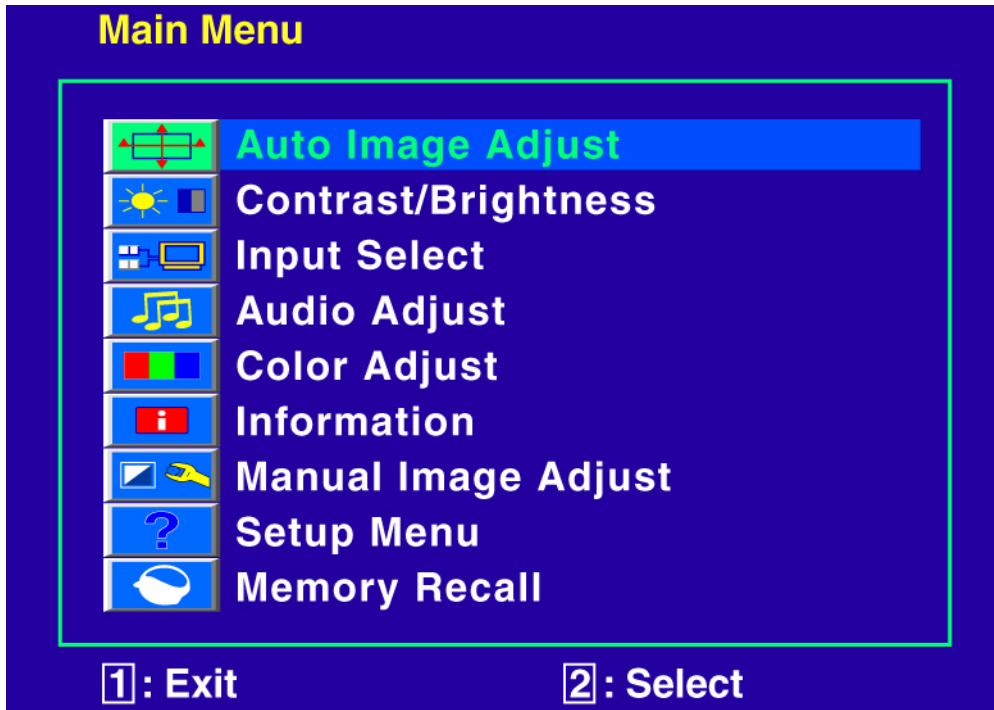 Main Menu
Auto Image Adjust
Contrast/Brightness
Input Select
Audio Adjust
Color Adjust
i Information
Manual Image Adjust
? Setup Menu
Memory Recall
1: Exit 2: Select